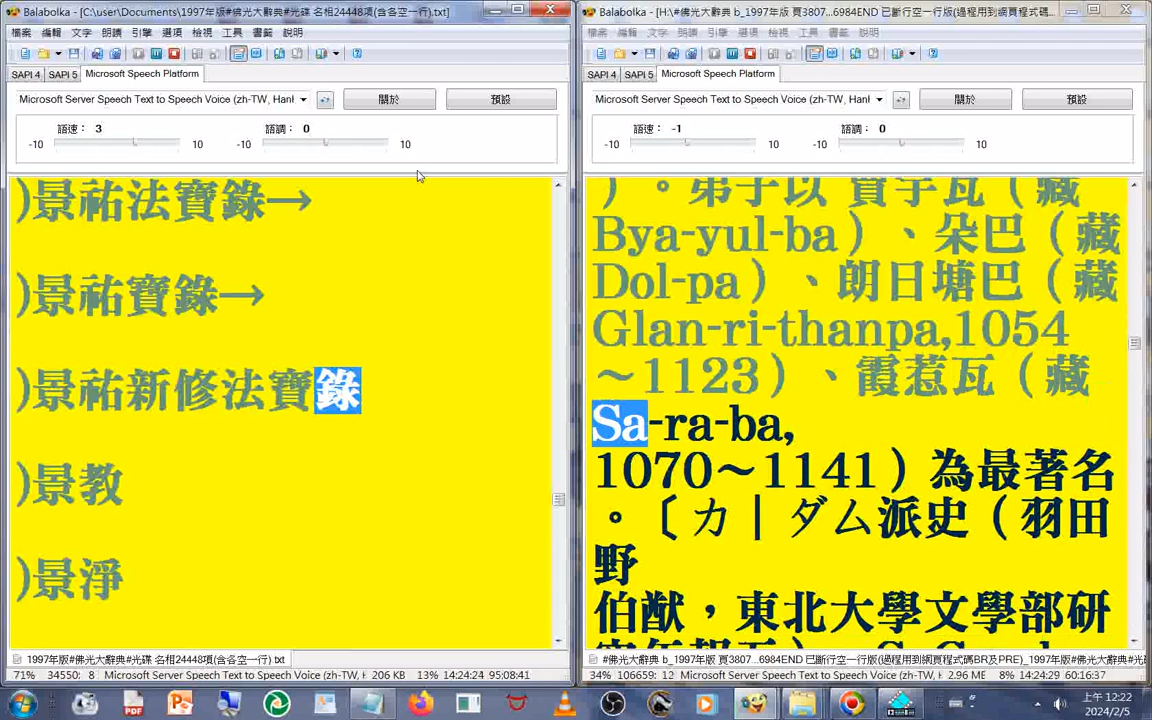 Balabolka - [C:\user\Documents\1997年版#佛光大辭典#光碟 名相24448項(含各空一行).txt]
檔案 編輯 文字 朗讀 引擎 選項 檢視 工具 書籤 說明
SAPI 4 SAPI 5 Microsoft Speech Platform
Microsoft Server Speech Text to Speech Voice (zh-TW, Hanl
關於
預設
語速： 3
語調： 0
-10 10 -10 10
)景祐法寶錄→
)景祐寶錄→
)景祐新修法寶錄
)景教
)景淨
1997年版#佛光大辭典#光碟 名相24448項(含各空一行).txt
71% 534510: 8 Microsoft Speech Platform: Microsoft Server Speech Text to Speech Voice (zh-TW, H 206 KB 13% 14:24:24 95:08:41
Balabolka - [H:\#佛光大辭典 b_1997年版 頁3807...6984END 已斷行空一行版(過程用到網頁程式碼...
檔案 編輯 文字 朗讀 引擎 選項 檢視 工具 書籤 說明
SAPI 4 SAPI 5 Microsoft Speech Platform
Microsoft Server Speech Text to Speech Voice (zh-TW, Hanl
關於
預設
語速： -1
語調： 0
-10 10 -10 10
）。弟子以 賈宇瓦（藏
Bya-yul-ba）、朵巴（藏
Dol-pa）、朗日塘巴（藏
Glan-ri-thanpa,1054
～1123）、霞惹瓦（藏
Sa-ra-ba,
1070～1141）為最著名
。〔カ｜ダム派史（羽田
野
伯猷，東北大學文學部研
#佛光大辭典 b_1997年版 頁3807...6984END 已斷行空一行版(過程用到網頁程式碼BR及PRE)_1997年版#光
34% 106659: 12 Microsoft Server Speech Text to Speech Voice (zh-TW, H 2.96 ME 8% 14:24:29 60:16:37
上午 12:22
2024/2/5